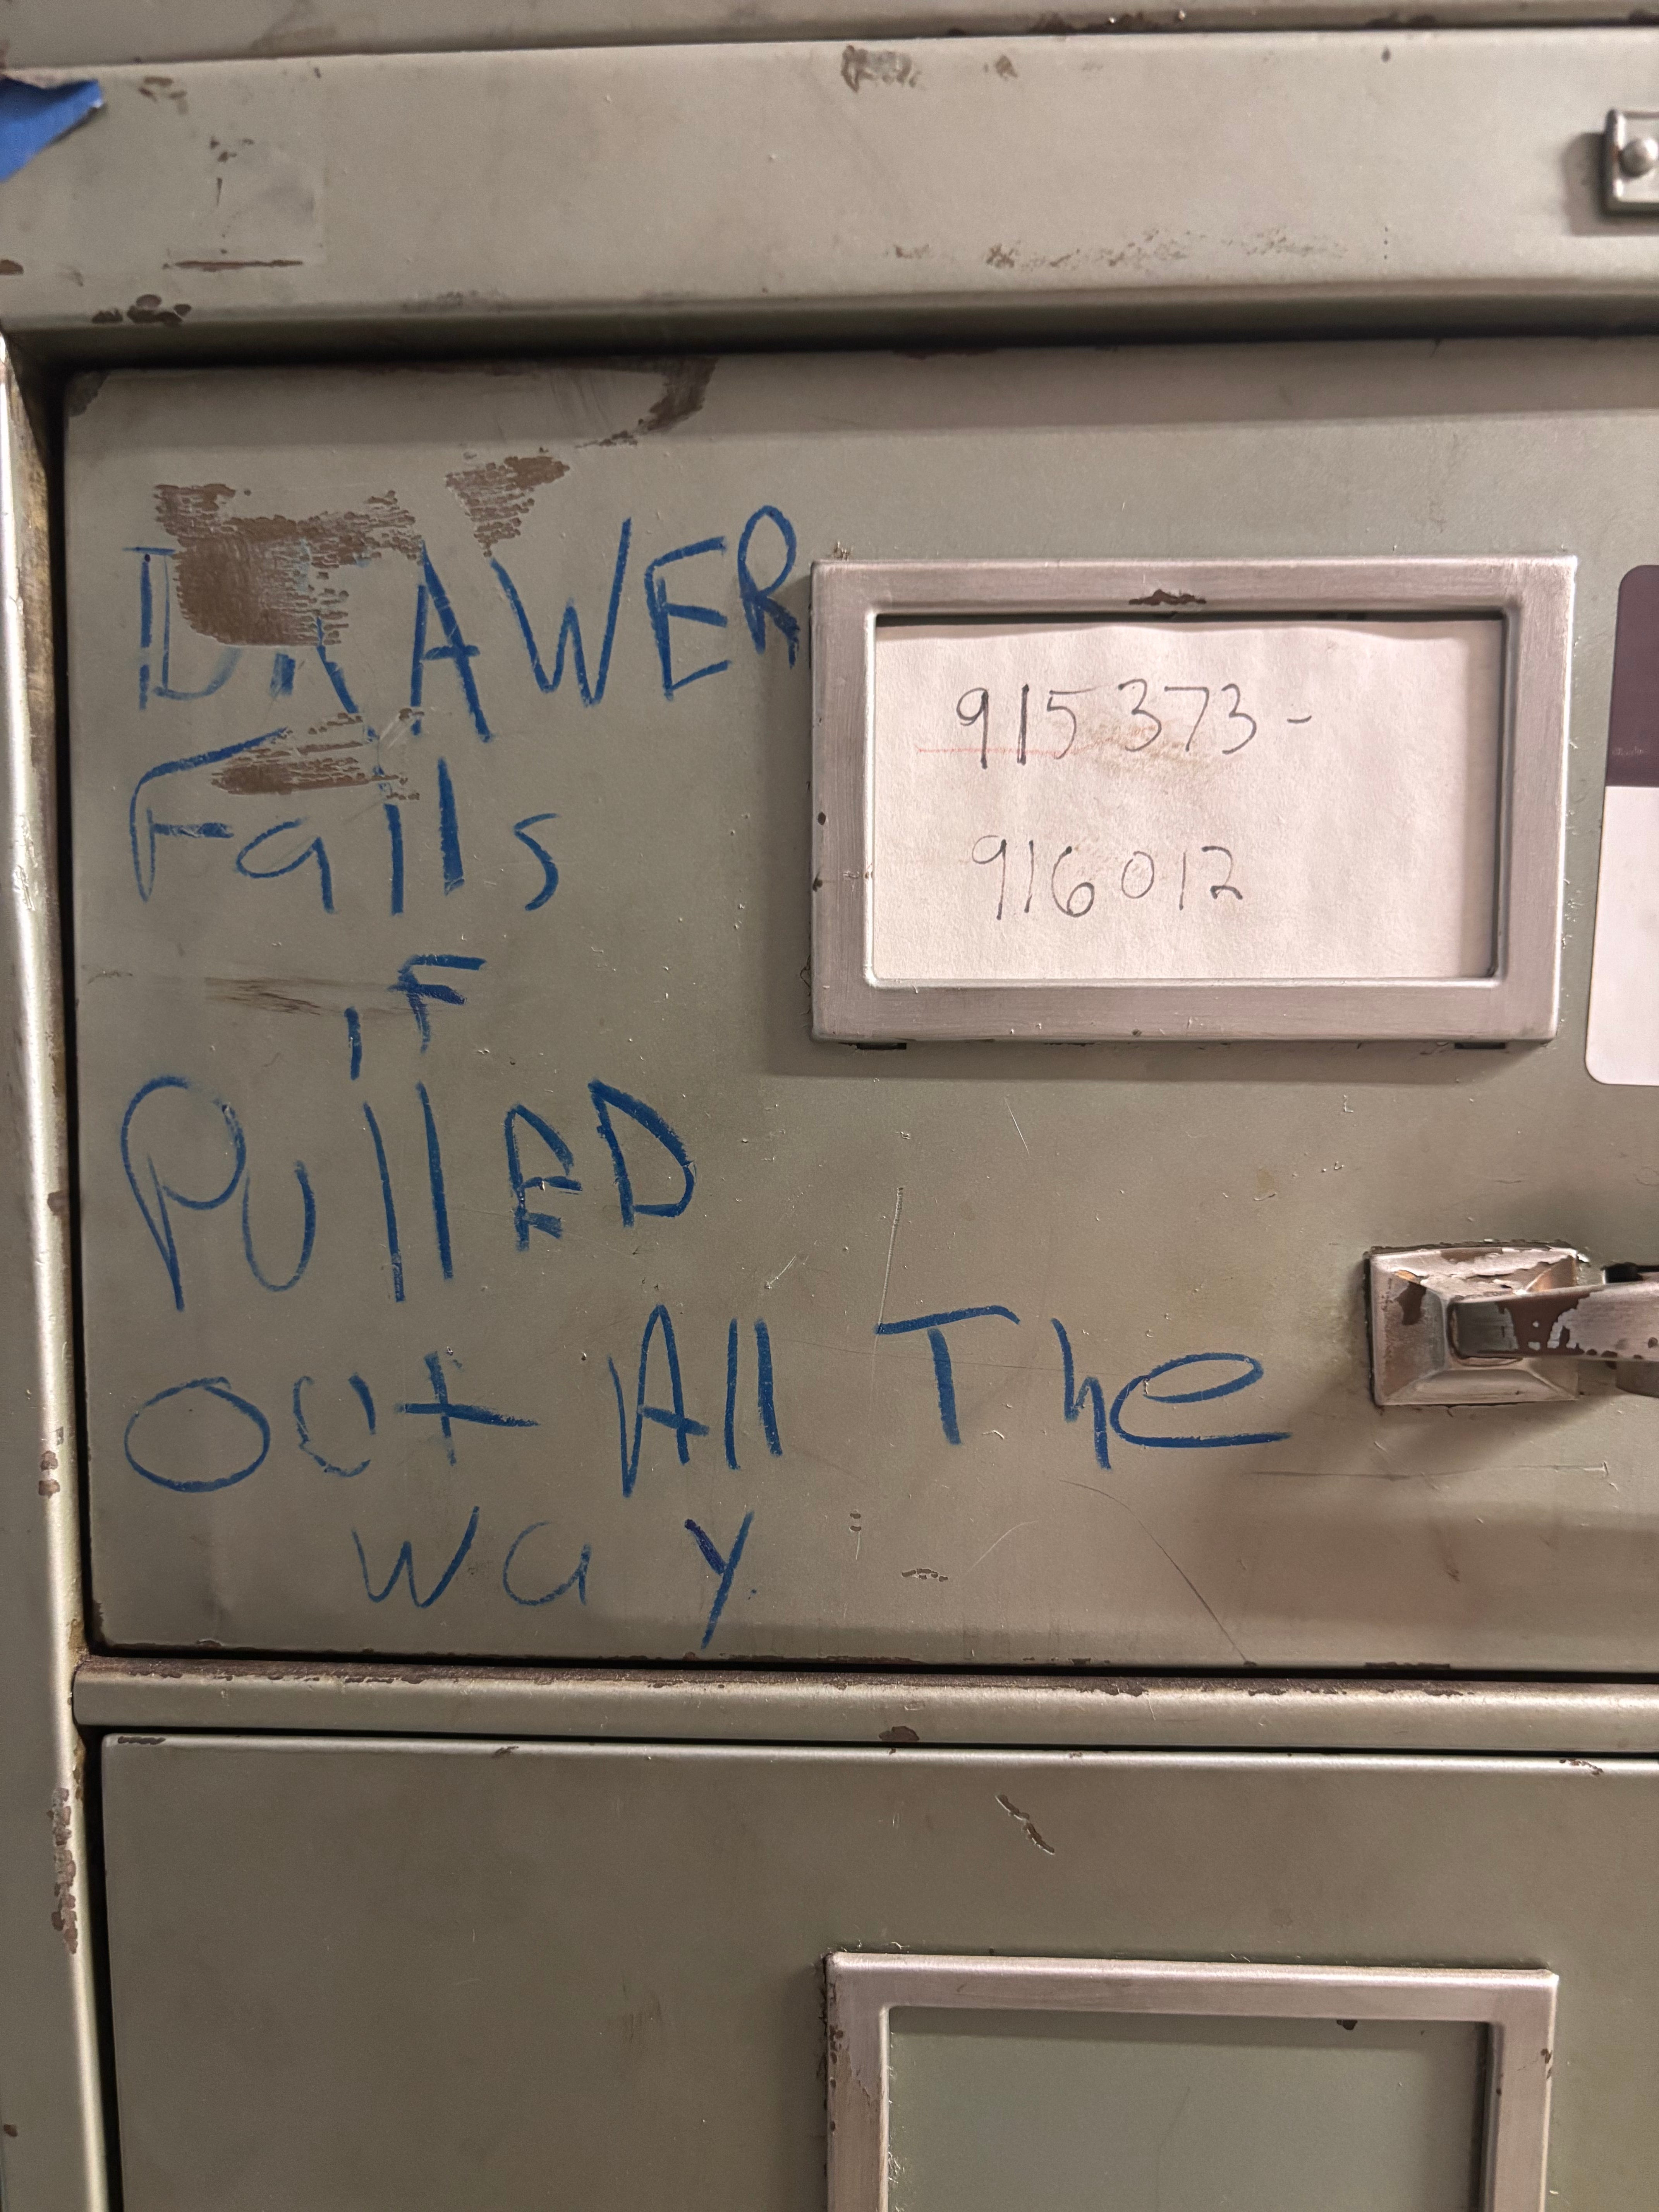 DRAWER
Falls
iF
PullED
out All The
way
915373-
916012